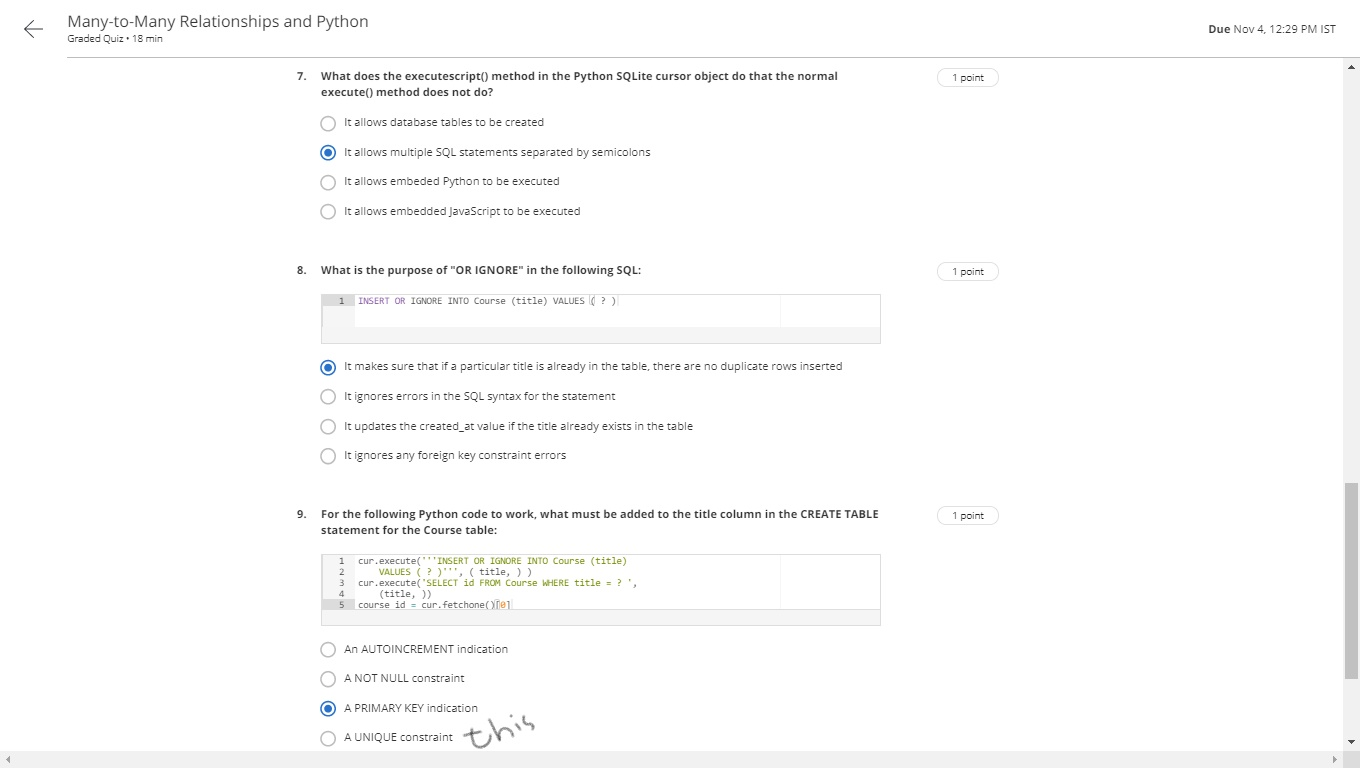 Many-to-Many Relationships and Python
Graded Quiz • 18 min
Due Nov 4, 12:29 PM IST
7. What does the executescript() method in the Python SQLite cursor object do that the normal
execute() method does not do?
1 point
It allows database tables to be created
It allows multiple SQL statements separated by semicolons
It allows embeded Python to be executed
It allows embedded JavaScript to be executed
8. What is the purpose of "OR IGNORE" in the following SQL:
1 point
1 INSERT OR IGNORE INTO Course (title) VALUES ( ? )
It makes sure that if a particular title is already in the table, there are no duplicate rows inserted
It ignores errors in the SQL syntax for the statement
It updates the created_at value if the title already exists in the table
It ignores any foreign key constraint errors
9. For the following Python code to work, what must be added to the title column in the CREATE TABLE
statement for the Course table:
1 point
1 cur.execute('''INSERT OR IGNORE INTO Course (title)
2 VALUES ( ? )''', ( title, ) )
3 cur.execute('SELECT id FROM Course WHERE title = ? ',
4 (title, ))
5 course id = cur.fetchone()[0]
An AUTOINCREMENT indication
A NOT NULL constraint
A PRIMARY KEY indication
A UNIQUE constraint this